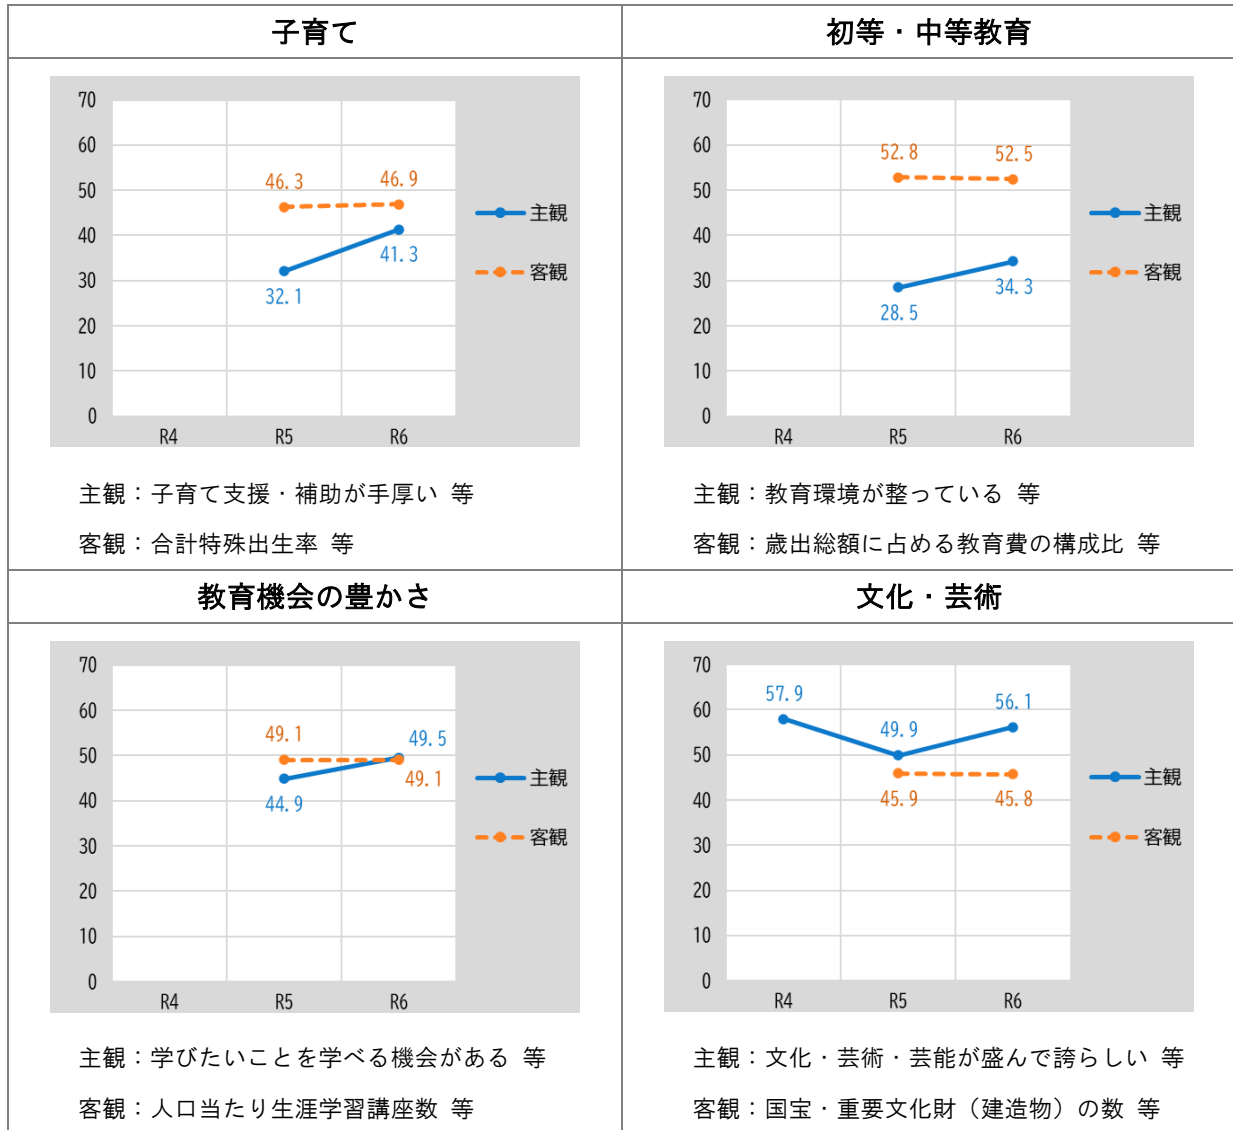 子育て
初等・中等教育
70
60
50
40
30
20
10
0
46.3
46.9
32.1
41.3
R4
R5
R6
主観
客観
主観：子育て支援・補助が手厚い 等
客観：合計特殊出生率 等
70
60
50
40
30
20
10
0
52.8
52.5
28.5
34.3
R4
R5
R6
主観
客観
主観：教育環境が整っている 等
客観：歳出総額に占める教育費の構成比 等
教育機会の豊かさ
文化・芸術
70
60
50
40
30
20
10
0
49.1
49.5
44.9
49.1
R4
R5
R6
主観
客観
主観：学びたいことを学べる機会がある 等
客観：人口当たり生涯学習講座数 等
70
60
50
40
30
20
10
0
57.9
49.9
56.1
45.9
45.8
R4
R5
R6
主観
客観
主観：文化・芸術・芸能が盛んで誇らしい 等
客観：国宝・重要文化財（建造物）の数 等